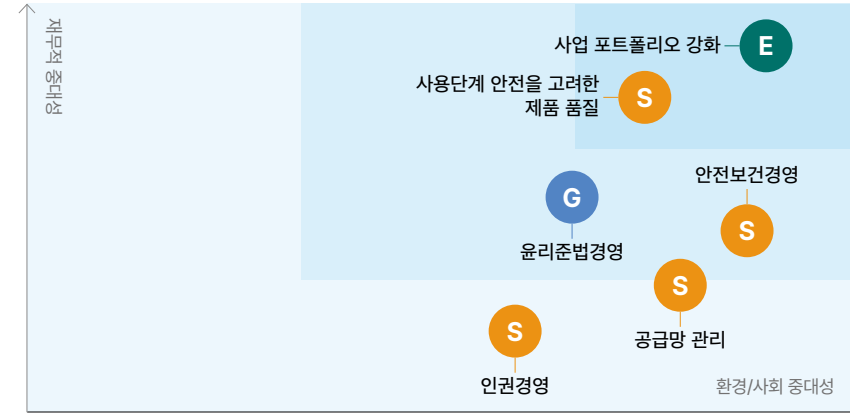 재무적 중대성
사업 포트폴리오 강화
E
사용단계 안전을 고려한
제품 품질
S
안전보건경영
S
G
윤리준법경영
S
공급망 관리
S
인권경영
환경/사회 중대성